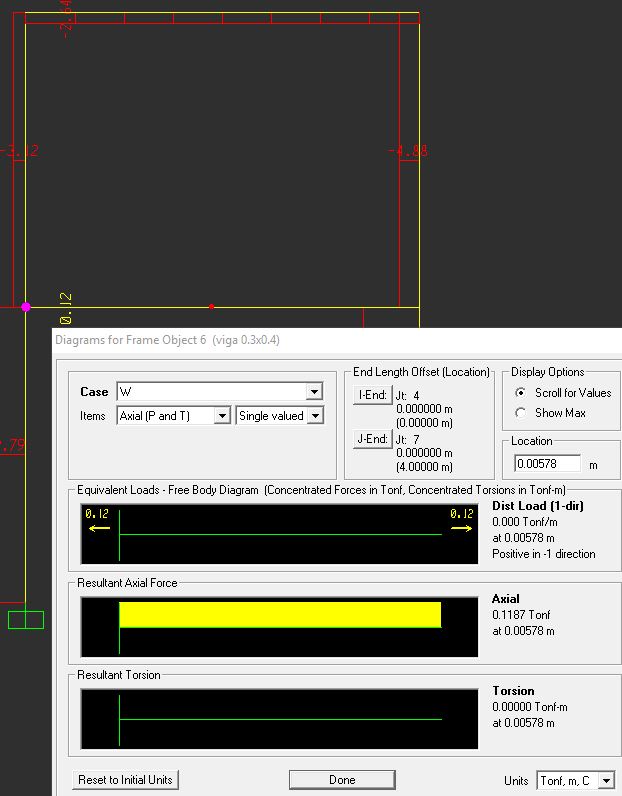 -3.12
-4.88
0.12
Diagrams for Frame Object 6 (viga 0.3x0.4)
Case W
Items Axial (P and T) Single valued
End Length Offset (Location)
I-End: Jt: 4
0.000000 m
(0.00000 m)
J-End: Jt: 7
0.000000 m
(4.00000 m)
Display Options
Scroll for Values
Show Max
Location
0.00578 m
Equivalent Loads - Free Body Diagram (Concentrated Forces in Tonf, Concentrated Torsions in Tonf-m)
0.12 0.12
Dist Load (1-dir)
0.000 Tonf/m
at 0.00578 m
Positive in -1 direction
Resultant Axial Force
Axial
0.1187 Tonf
at 0.00578 m
Resultant Torsion
Torsion
0.00000 Tonf-m
at 0.00578 m
Reset to Initial Units Done Units Tonf, m, C